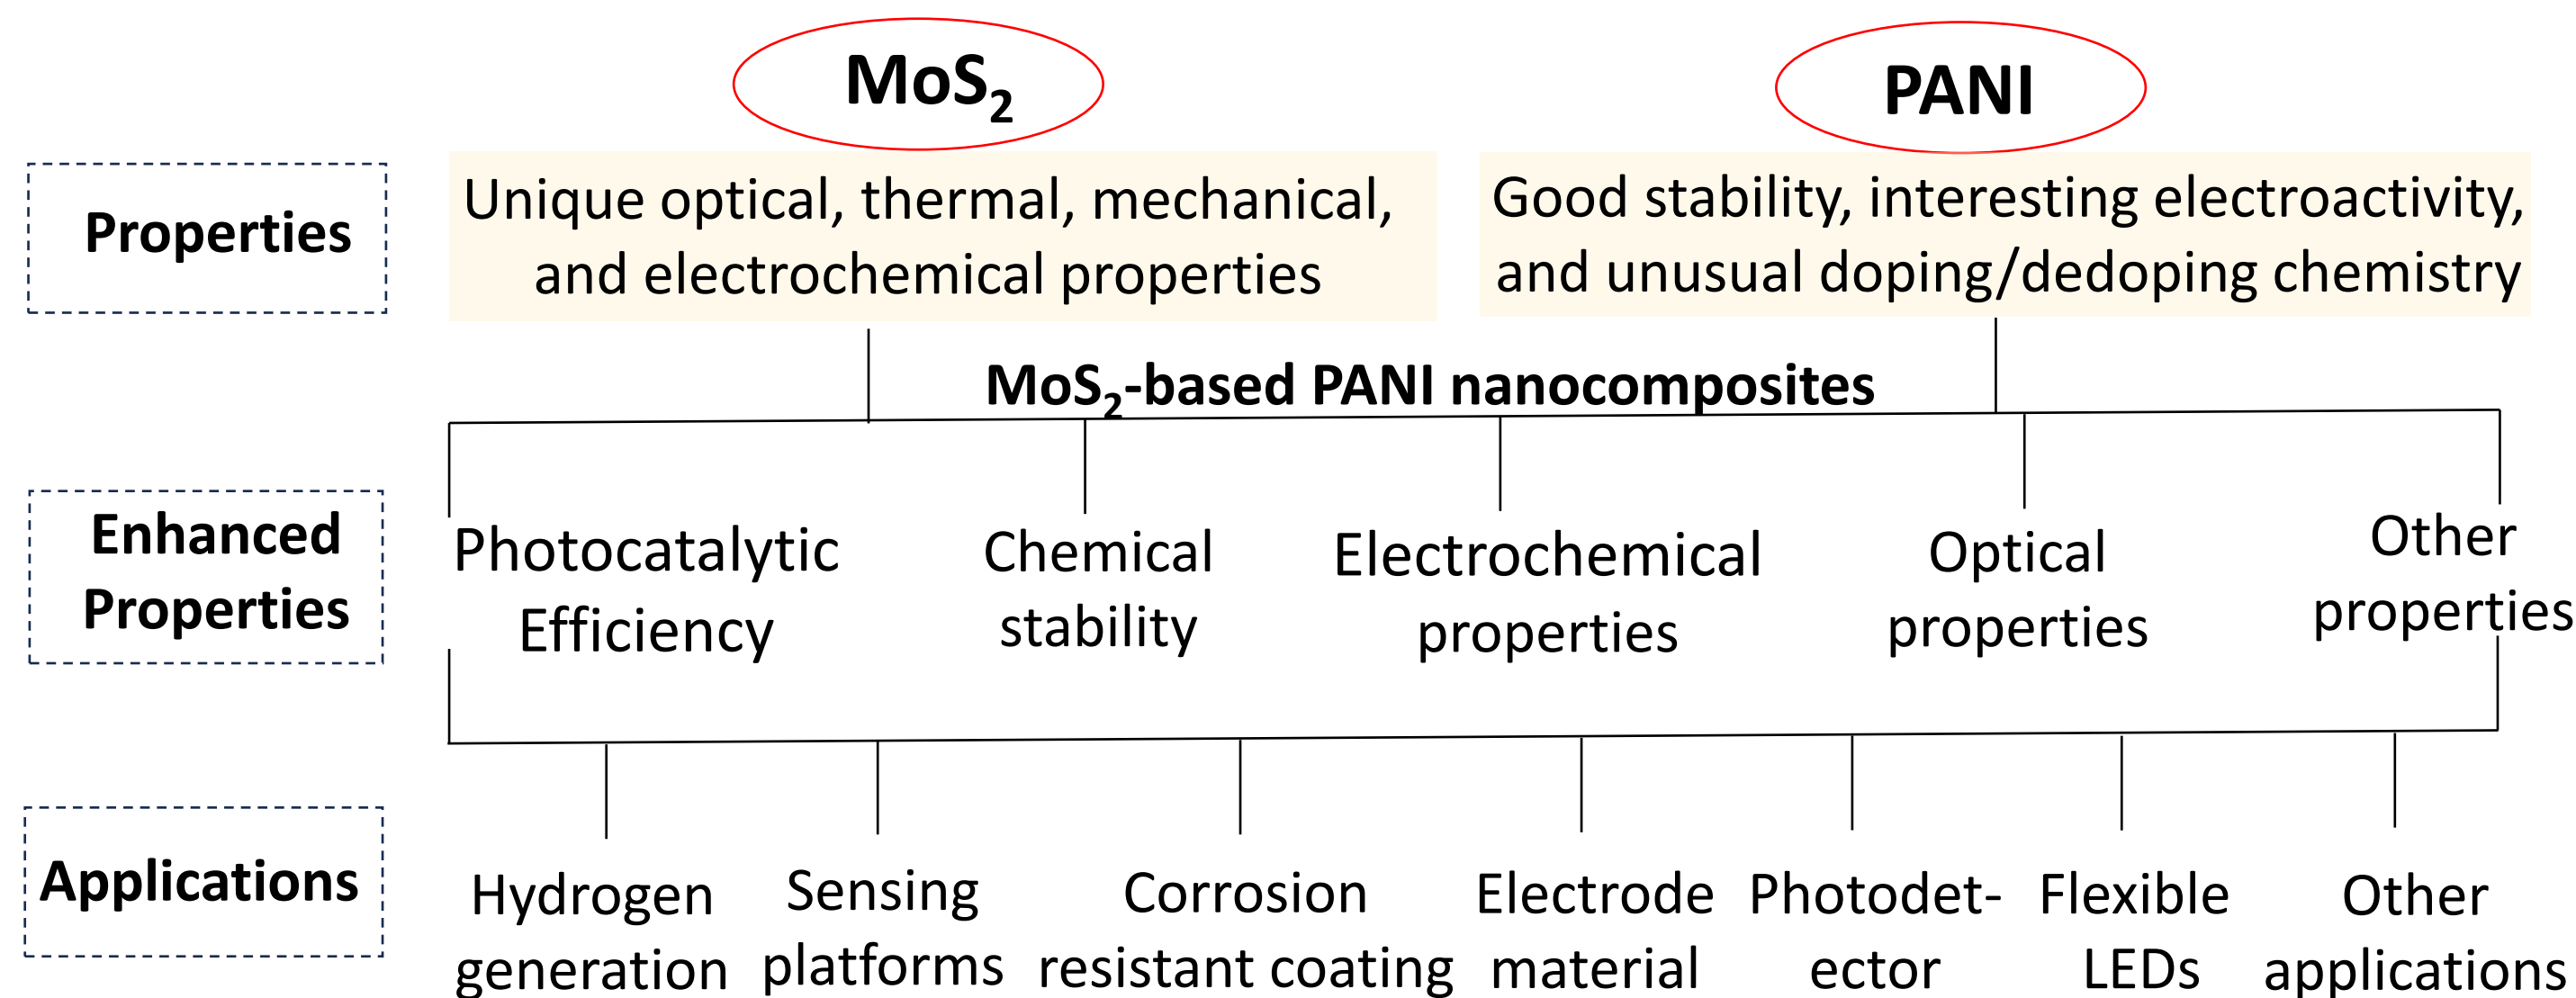 MoS₂
PANI
Properties
Unique optical, thermal, mechanical,
and electrochemical properties
Good stability, interesting electroactivity,
and unusual doping/dedoping chemistry
MoS₂-based PANI nanocomposites
Enhanced
Properties
Photocatalytic
Efficiency
Chemical
stability
Electrochemical
properties
Optical
properties
Other
properties
Applications
Hydrogen
generation
Sensing
platforms
Corrosion
resistant coating
Electrode
material
Photodet-
ector
Flexible
LEDs
Other
applications